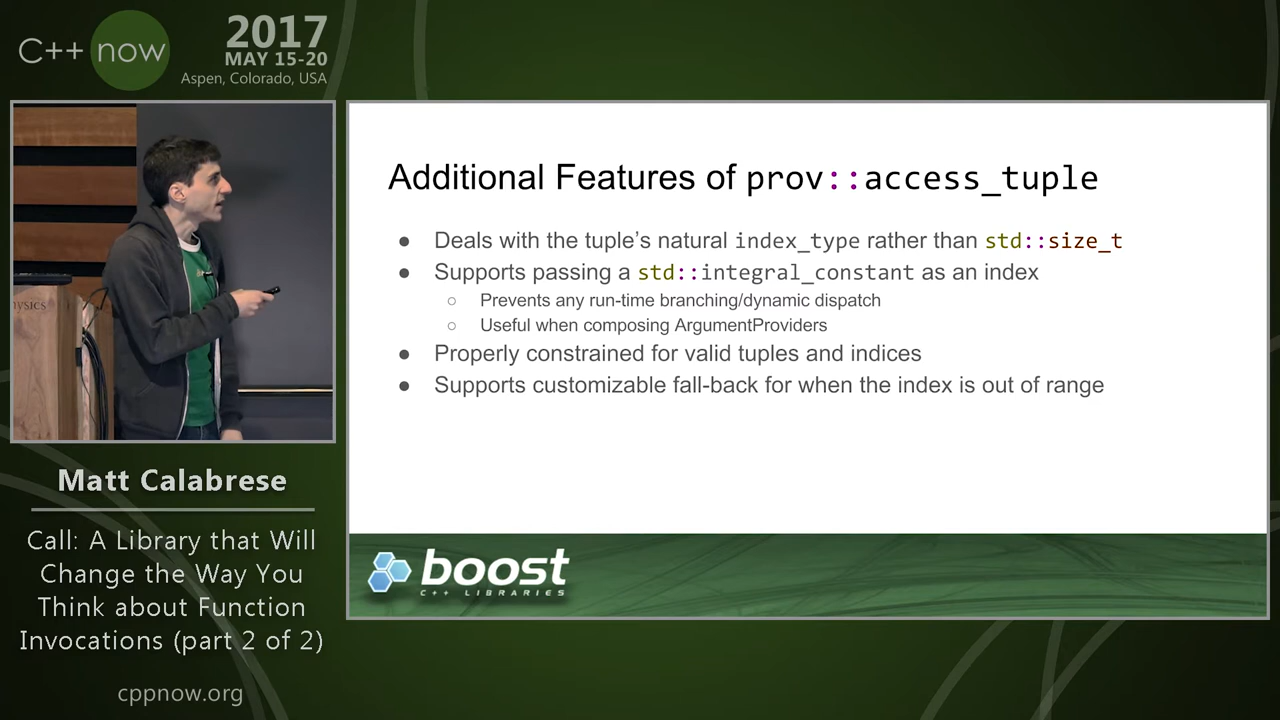 C++ now
2017
MAY 15-20
Aspen, Colorado, USA
ysics
Matt Calabrese
Call: A Library that Will
Change the Way You
Think about Function
Invocations (part 2 of 2)
cppnow.org
Additional Features of prov::access_tuple
● Deals with the tuple’s natural index_type rather than std::size_t
● Supports passing a std::integral_constant as an index
○ Prevents any run-time branching/dynamic dispatch
○ Useful when composing ArgumentProviders
● Properly constrained for valid tuples and indices
● Supports customizable fall-back for when the index is out of range
boost
C++ LIBRARIES